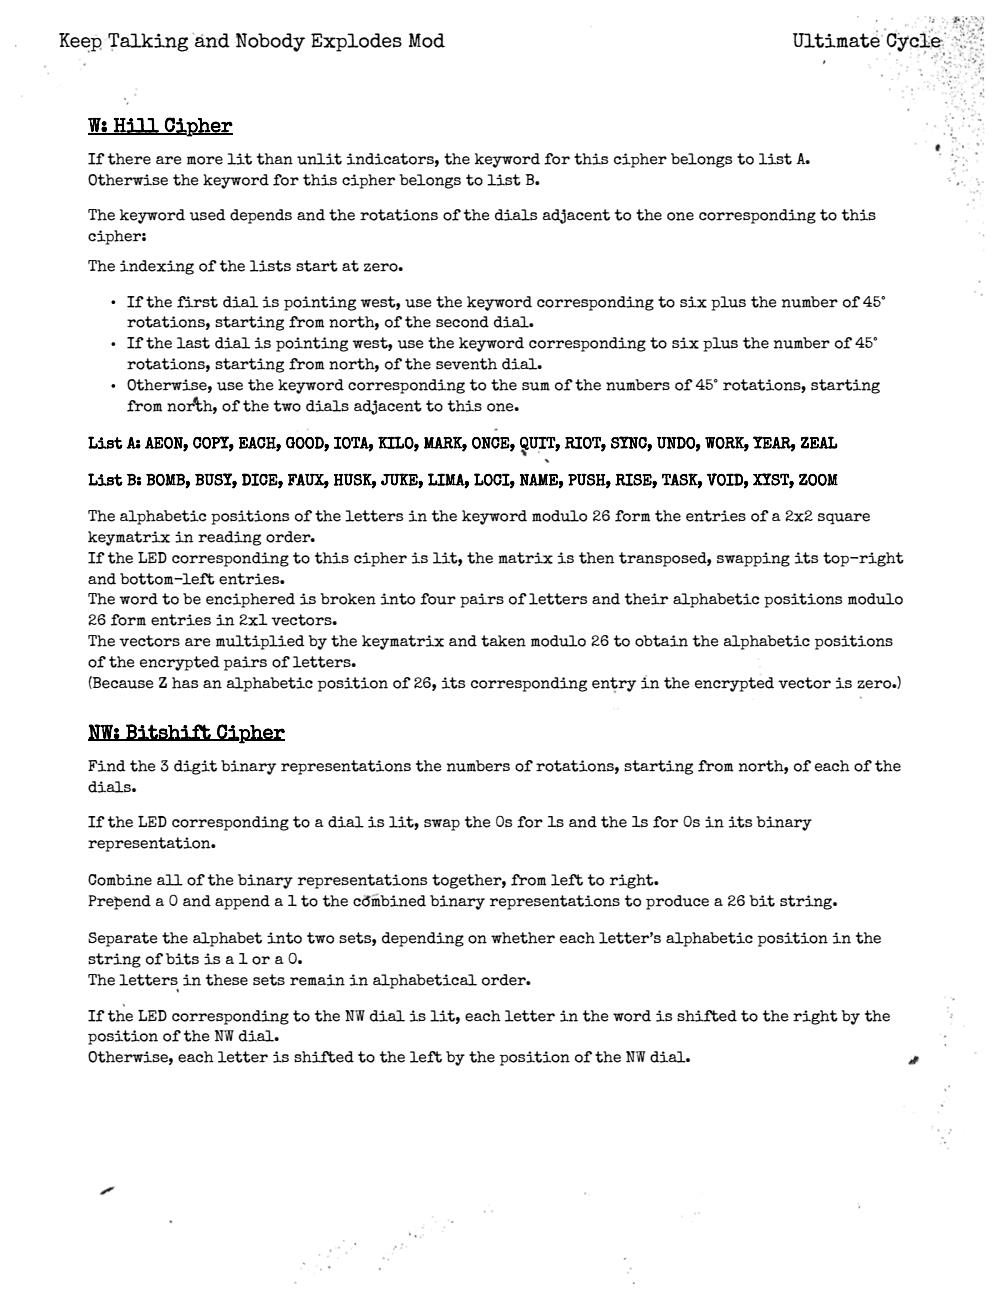 Keep Talking and Nobody Explodes Mod
Ultimate Cycle
W: Hill Cipher
If there are more lit than unlit indicators, the keyword for this cipher belongs to list A.
Otherwise the keyword for this cipher belongs to list B.
The keyword used depends and the rotations of the dials adjacent to the one corresponding to this
cipher:
The indexing of the lists start at zero.
• If the first dial is pointing west, use the keyword corresponding to six plus the number of 45°
rotations, starting from north, of the second dial.
• If the last dial is pointing west, use the keyword corresponding to six plus the number of 45°
rotations, starting from north, of the seventh dial.
• Otherwise, use the keyword corresponding to the sum of the numbers of 45° rotations, starting
from north, of the two dials adjacent to this one.
List A: AEON, COPY, EACH, GOOD, IOTA, KILO, MARK, ONCE, QUIT, RIOT, SYNC, UNDO, WORK, YEAR, ZEAL
List B: BOMB, BUSY, DICE, FAUX, HUSK, JUKE, LIMA, LOCI, NAME, PUSH, RISE, TASK, VOID, XYST, ZOOM
The alphabetic positions of the letters in the keyword modulo 26 form the entries of a 2x2 square
keymatrix in reading order.
If the LED corresponding to this cipher is lit, the matrix is then transposed, swapping its top-right
and bottom-left entries.
The word to be enciphered is broken into four pairs of letters and their alphabetic positions modulo
26 form entries in 2x1 vectors.
The vectors are multiplied by the keymatrix and taken modulo 26 to obtain the alphabetic positions
of the encrypted pairs of letters.
(Because Z has an alphabetic position of 26, its corresponding entry in the encrypted vector is zero.)
NW: Bitshift Cipher
Find the 3 digit binary representations the numbers of rotations, starting from north, of each of the
dials.
If the LED corresponding to a dial is lit, swap the 0s for 1s and the 1s for 0s in its binary
representation.
Combine all of the binary representations together, from left to right.
Prepend a 0 and append a 1 to the combined binary representations to produce a 26 bit string.
Separate the alphabet into two sets, depending on whether each letter's alphabetic position in the
string of bits is a 1 or a 0.
The letters in these sets remain in alphabetical order.
If the LED corresponding to the NW dial is lit, each letter in the word is shifted to the right by the
position of the NW dial.
Otherwise, each letter is shifted to the left by the position of the NW dial.